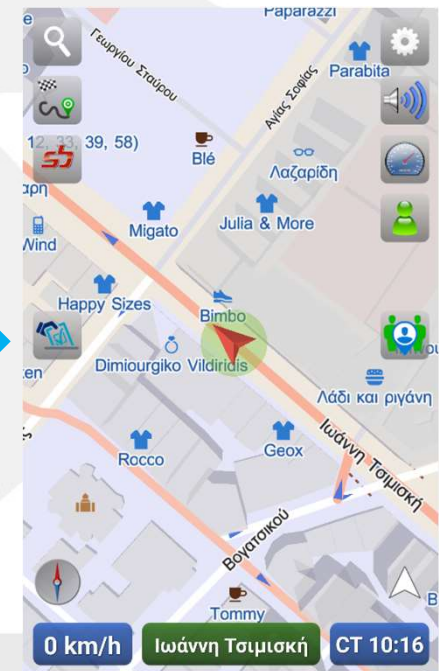 Paparazzi
Γεωργίου Σταύρου
Αγίας Σοφίας
Parabita
12, 33, 39, 58)
Blé
Λαζαρίδη
Wind
Migato
Julia & More
Happy Sizes
Bimbo
Dimiourgiko Vildiridis
Λάδι και ριγάνη
Rocco
Geox
Ιωάννη Τσιμισκή
Βογατσικού
Tommy
0 km/h
Ιωάννη Τσιμισκή
CT 10:16